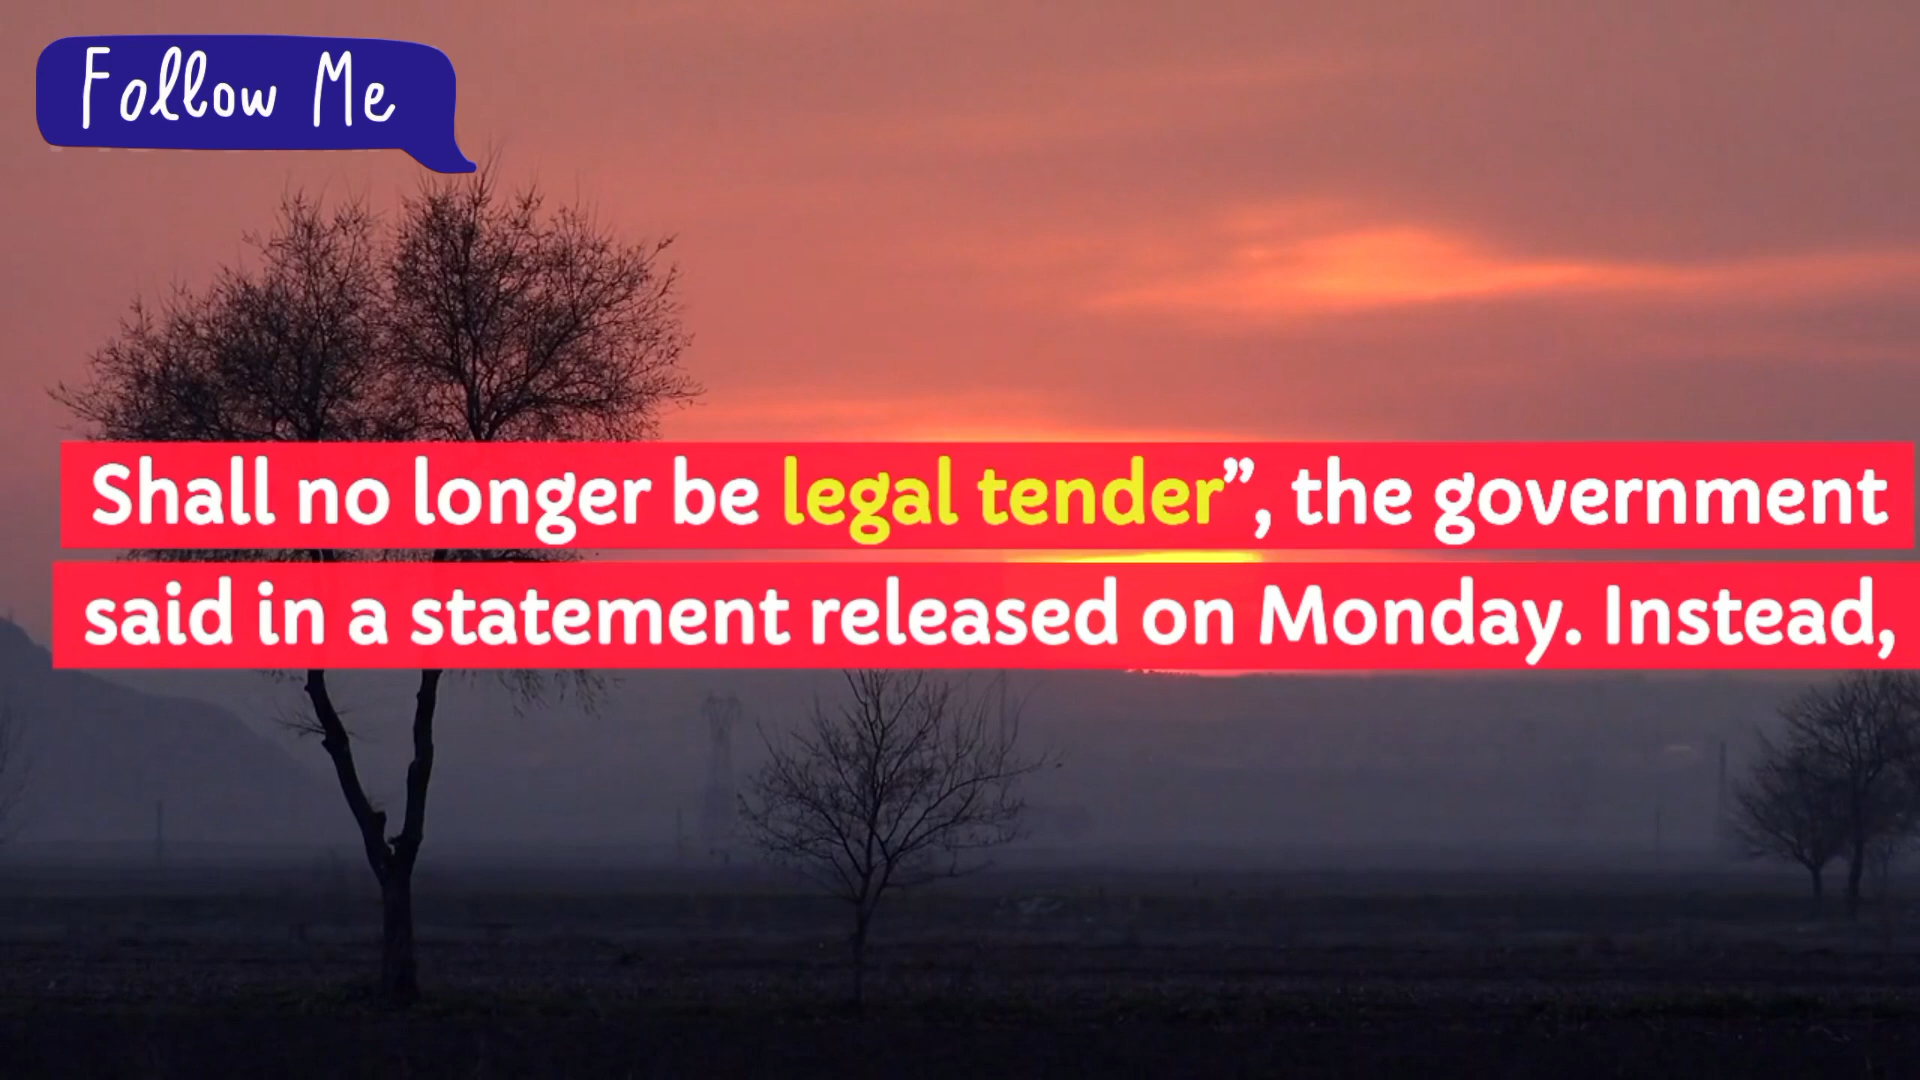 Follow Me
Shall no longer be legal tender”, the government
said in a statement released on Monday. Instead,